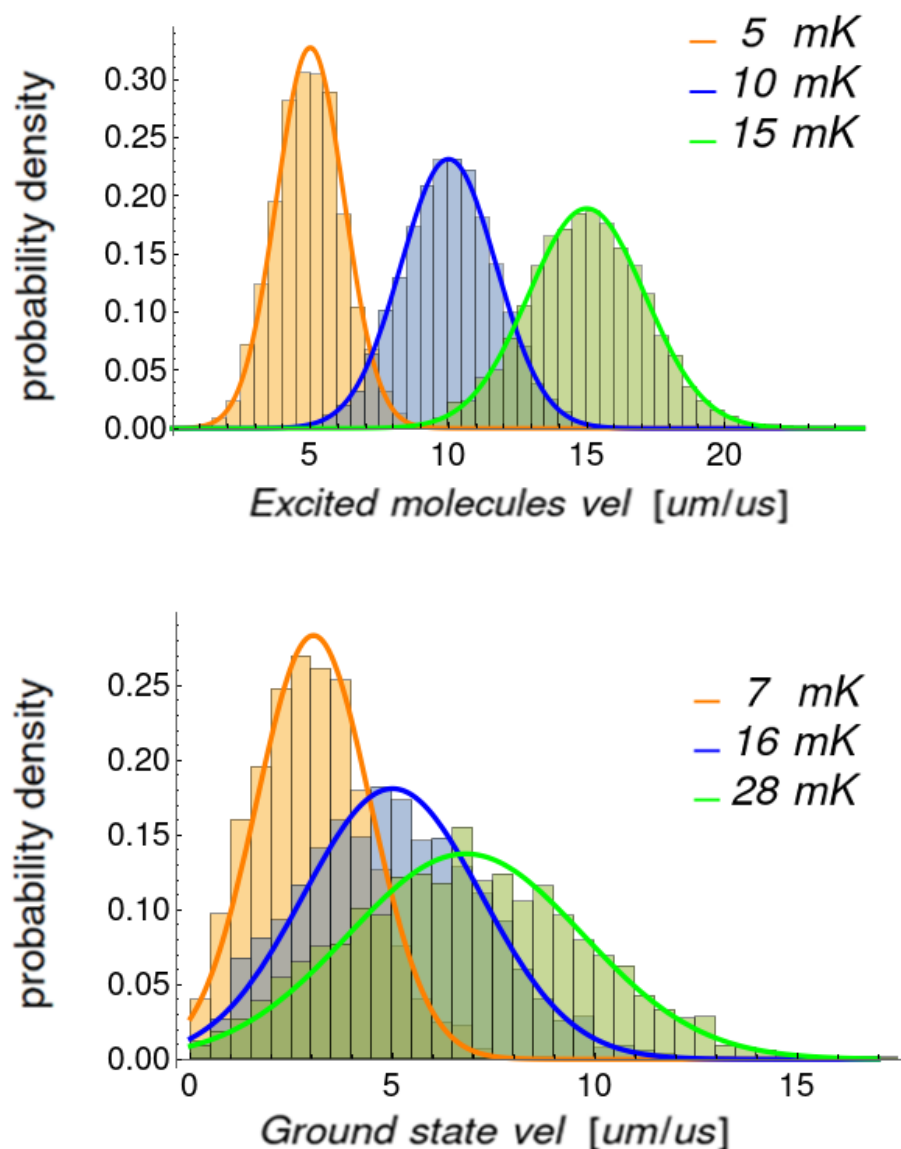 5 mK
10 mK
15 mK
probability density
0.30
0.25
0.20
0.15
0.10
0.05
0.00
5 10 15 20
Excited molecules vel [um/us]
7 mK
16 mK
28 mK
probability density
0.25
0.20
0.15
0.10
0.05
0.00
0 5 10 15
Ground state vel [um/us]